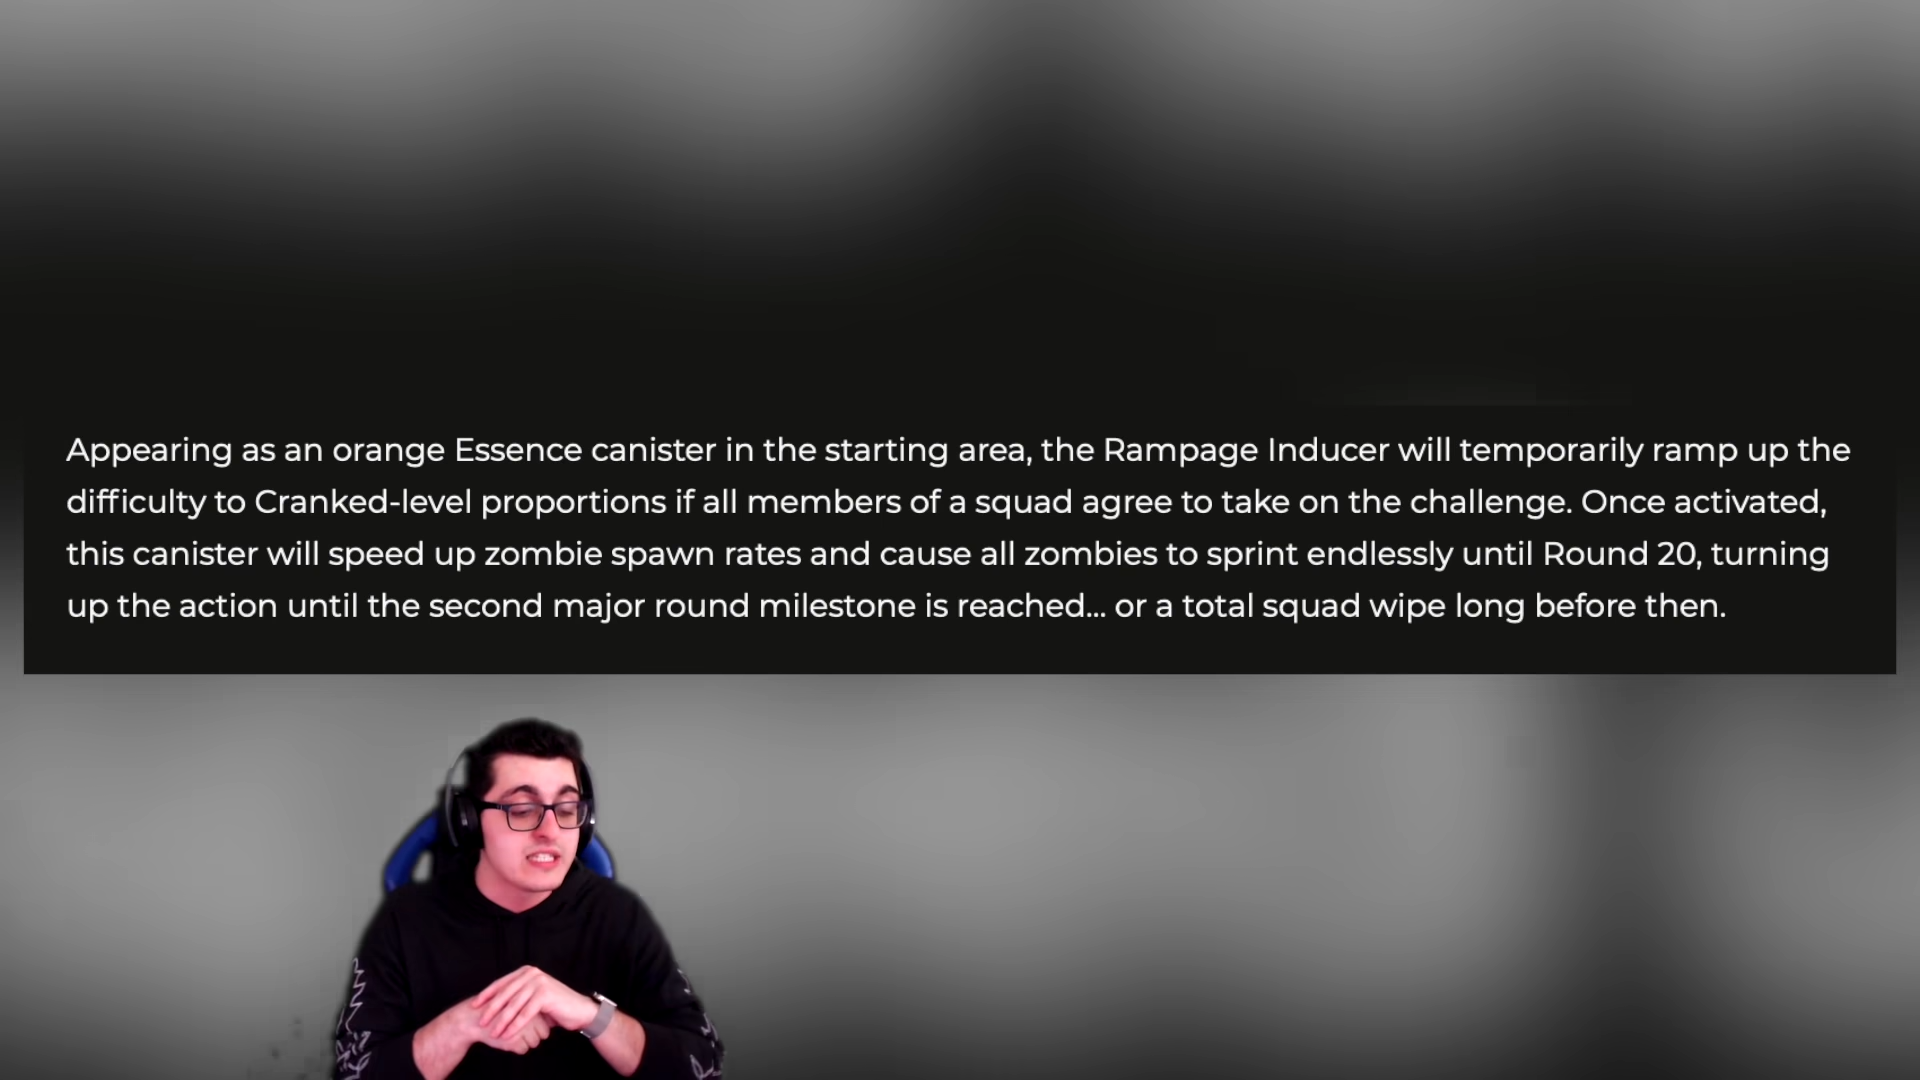 Appearing as an orange Essence canister in the starting area, the Rampage Inducer will temporarily ramp up the
difficulty to Cranked-level proportions if all members of a squad agree to take on the challenge. Once activated,
this canister will speed up zombie spawn rates and cause all zombies to sprint endlessly until Round 20, turning
up the action until the second major round milestone is reached... or a total squad wipe long before then.